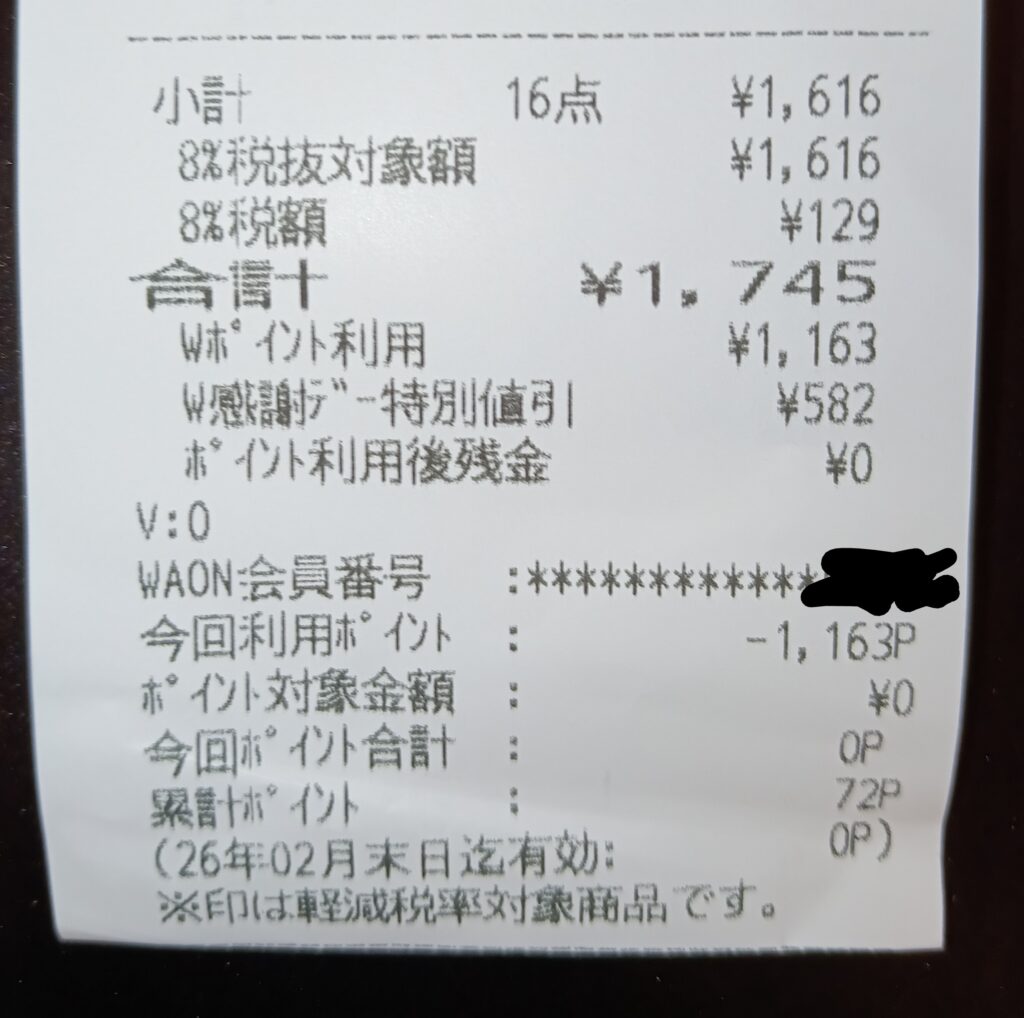 小計 16点 ¥1,616
8%税抜対象額 ¥1,616
8%税額 ¥129
合計 ¥1,745
Wﾎﾟｲﾝﾄ利用 ¥1,163
W感謝ﾃﾞｰ特別値引 ¥582
ﾎﾟｲﾝﾄ利用後残金 ¥0
V:0
WAON会員番号 :************
今回利用ﾎﾟｲﾝﾄ : -1,163P
ﾎﾟｲﾝﾄ対象金額 : ¥0
今回ﾎﾟｲﾝﾄ合計 : 0P
累計ﾎﾟｲﾝﾄ : 72P
(26年02月末日迄有効: 0P)
※印は軽減税率対象商品です。